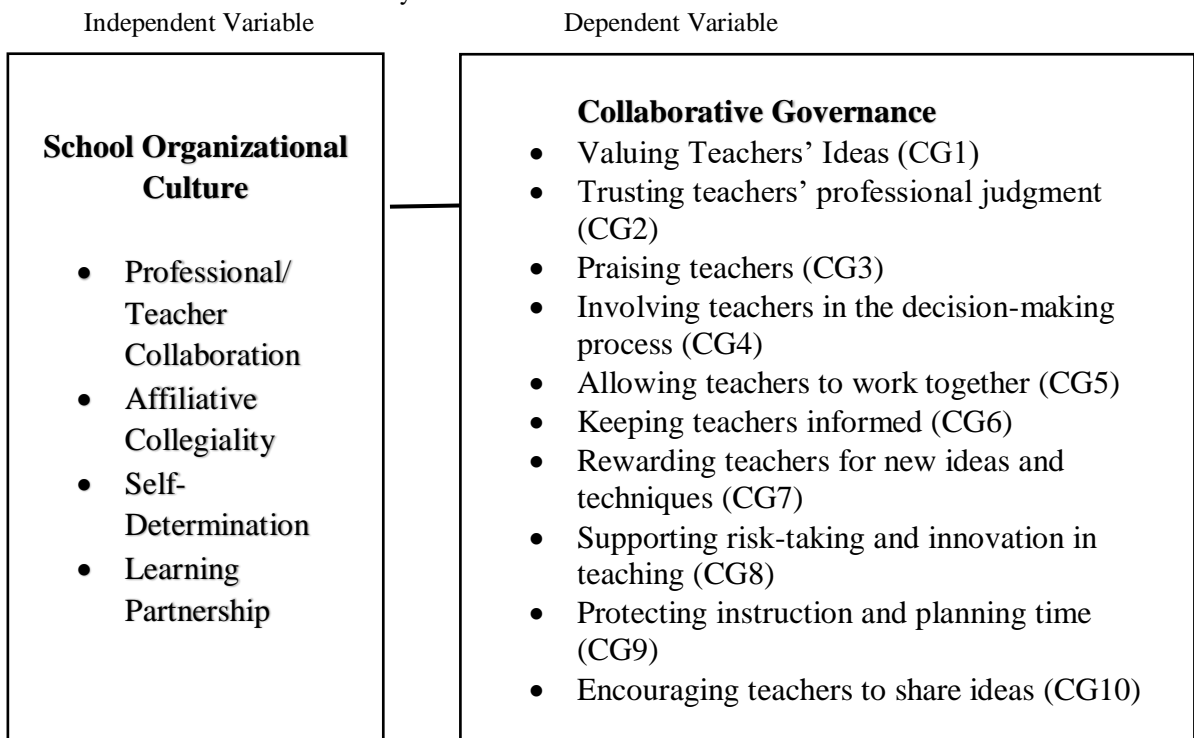 Independent Variable
Dependent Variable
School Organizational
Culture
• Professional/
Teacher
Collaboration
• Affiliative
Collegiality
• Self-
Determination
• Learning
Partnership
Collaborative Governance
• Valuing Teachers’ Ideas (CG1)
• Trusting teachers’ professional judgment
(CG2)
• Praising teachers (CG3)
• Involving teachers in the decision-making
process (CG4)
• Allowing teachers to work together (CG5)
• Keeping teachers informed (CG6)
• Rewarding teachers for new ideas and
techniques (CG7)
• Supporting risk-taking and innovation in
teaching (CG8)
• Protecting instruction and planning time
(CG9)
• Encouraging teachers to share ideas (CG10)